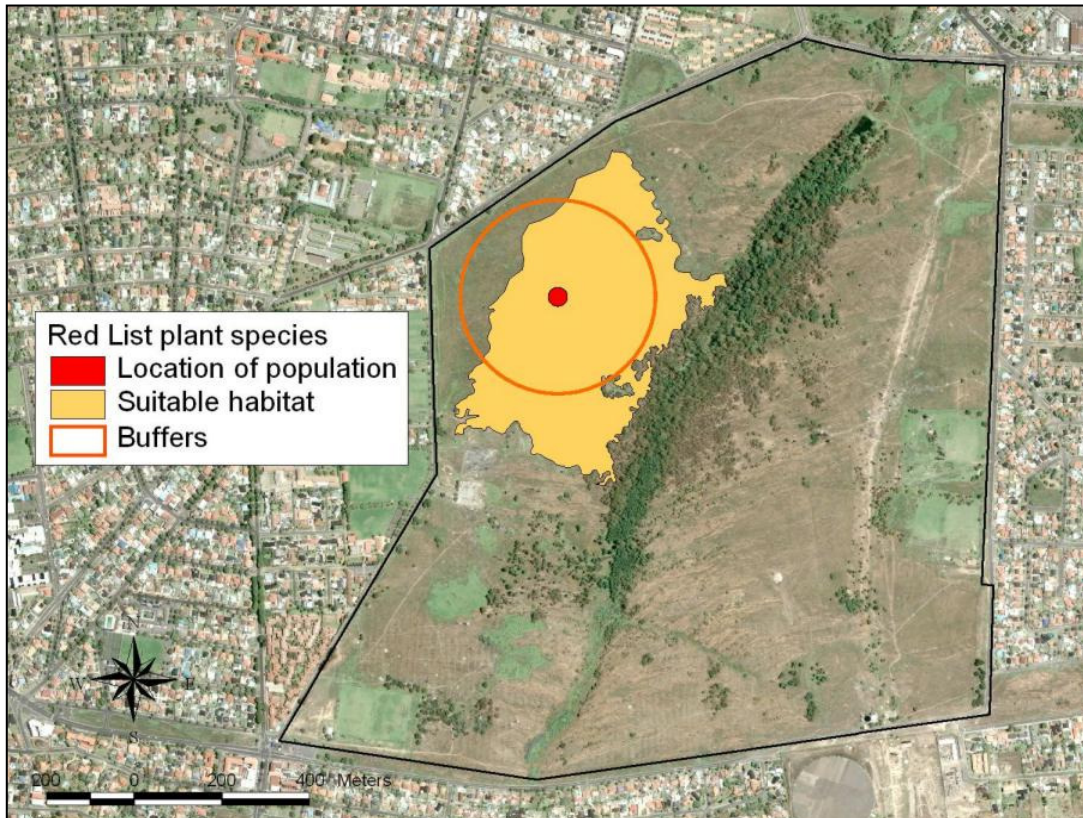 Red List plant species
Location of population
Suitable habitat
Buffers
N
W E
S
200 0 200 400 Meters